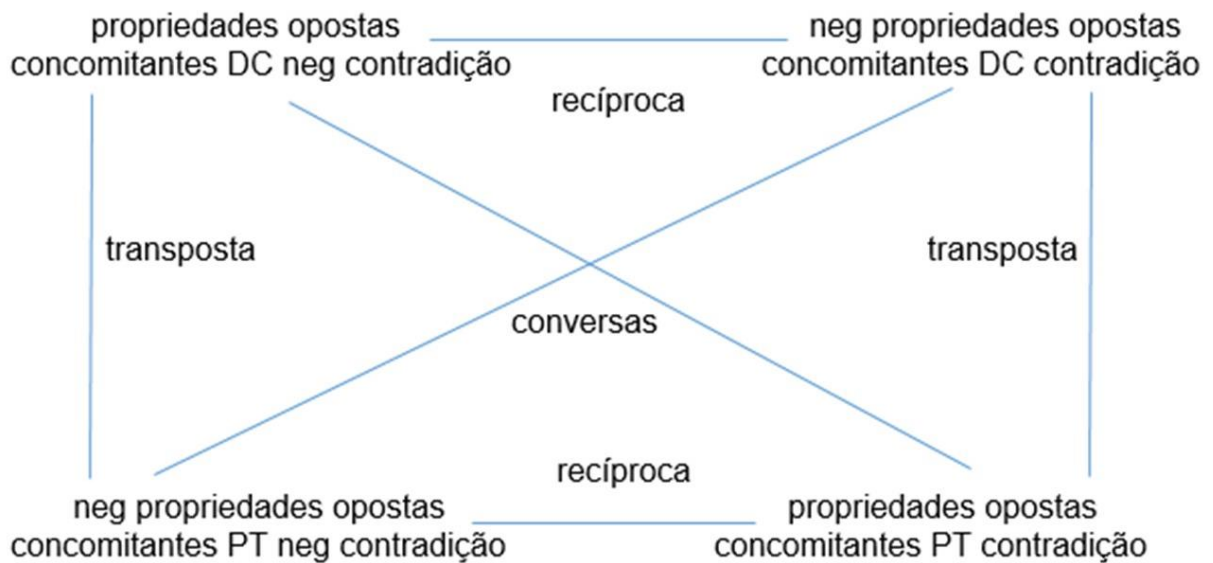 propriedades opostas
concomitantes DC neg contradição
neg propriedades opostas
concomitantes DC contradição
recíproca
transposta
transposta
conversas
recíproca
neg propriedades opostas
concomitantes PT neg contradição
propriedades opostas
concomitantes PT contradição